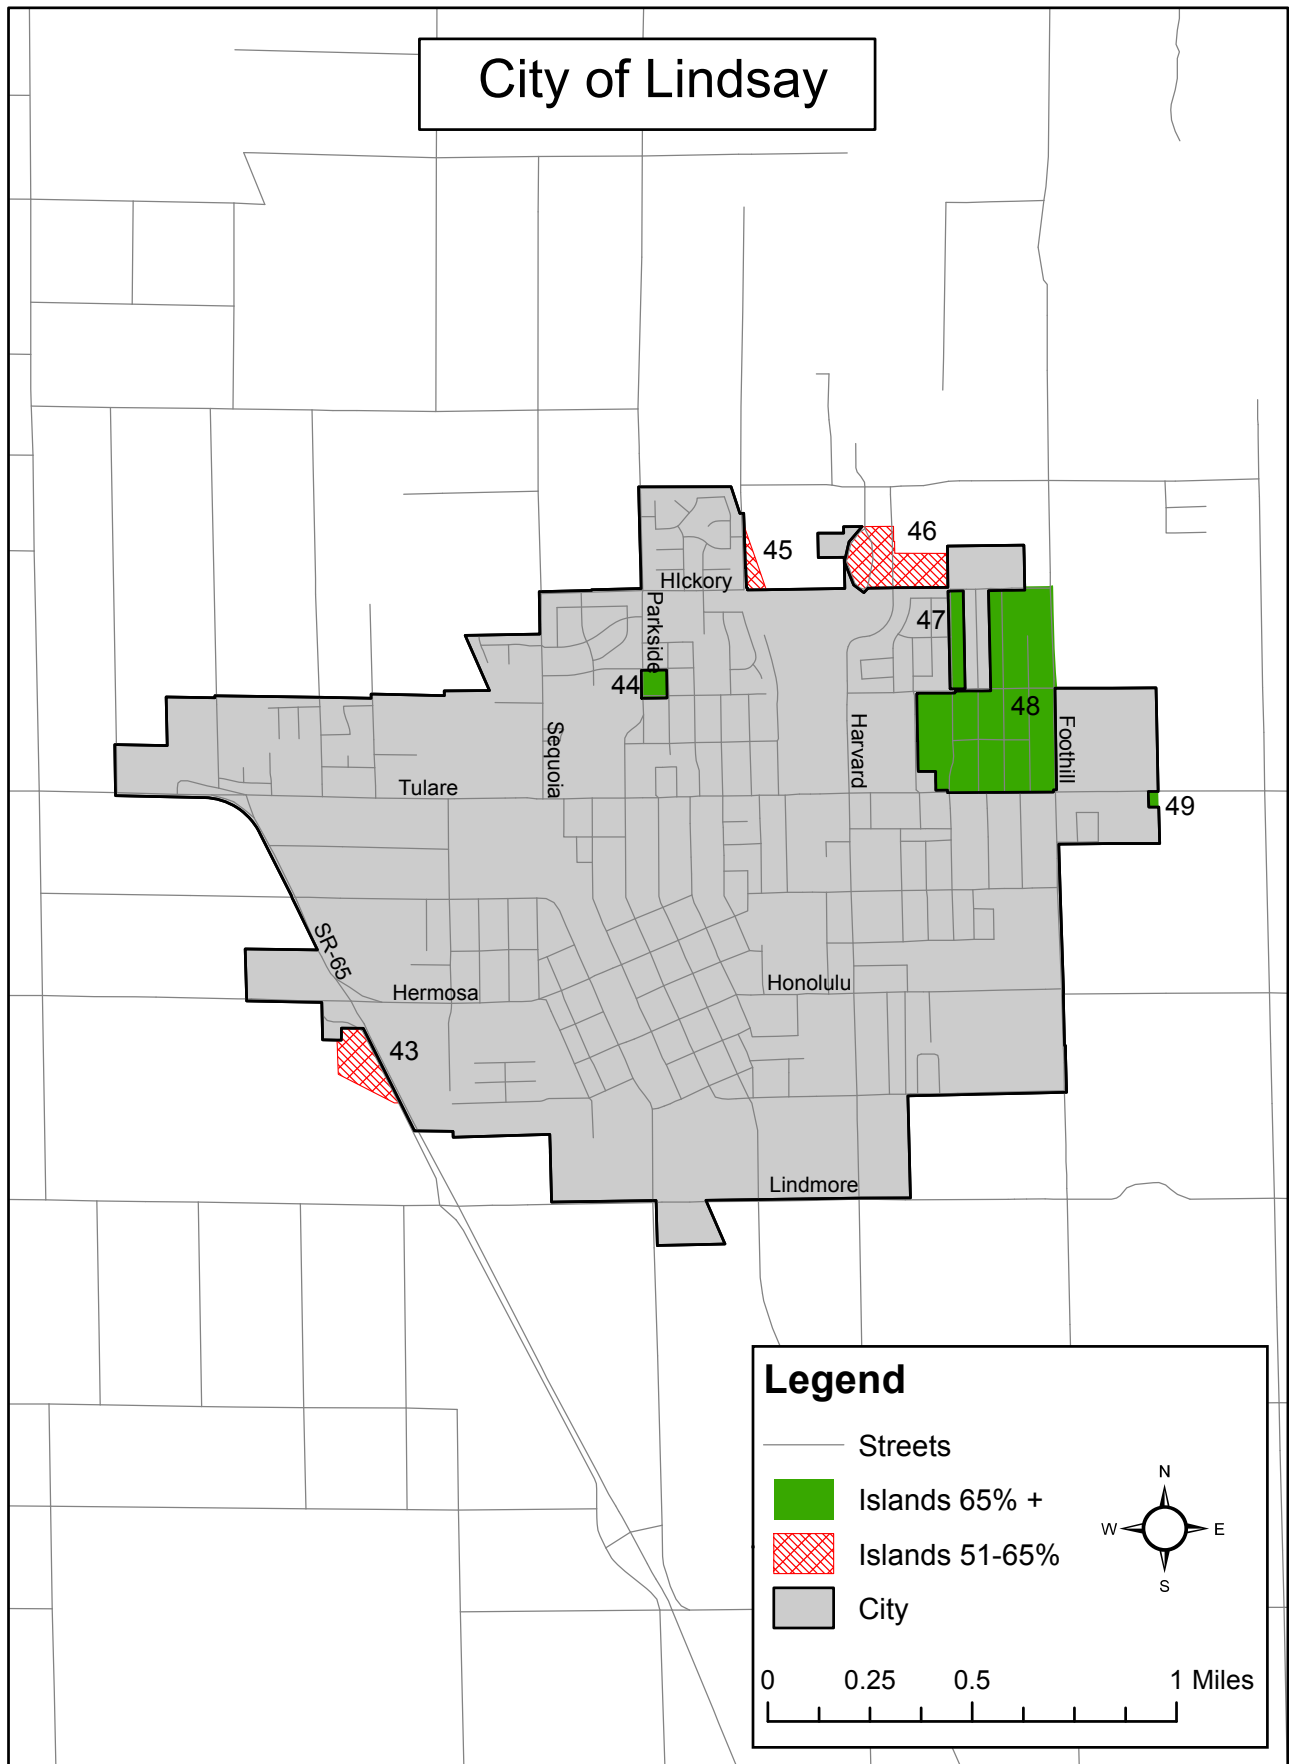 City of Lindsay
46
45
HIckory
Parkside
47
44
48
Sequoia
Harvard
Foothill
Tulare
49
SR-65
Honolulu
Hermosa
43
Lindmore
Legend
Streets
Islands 65% +
Islands 51-65%
City
N
W E
S
0 0.25 0.5 1 Miles